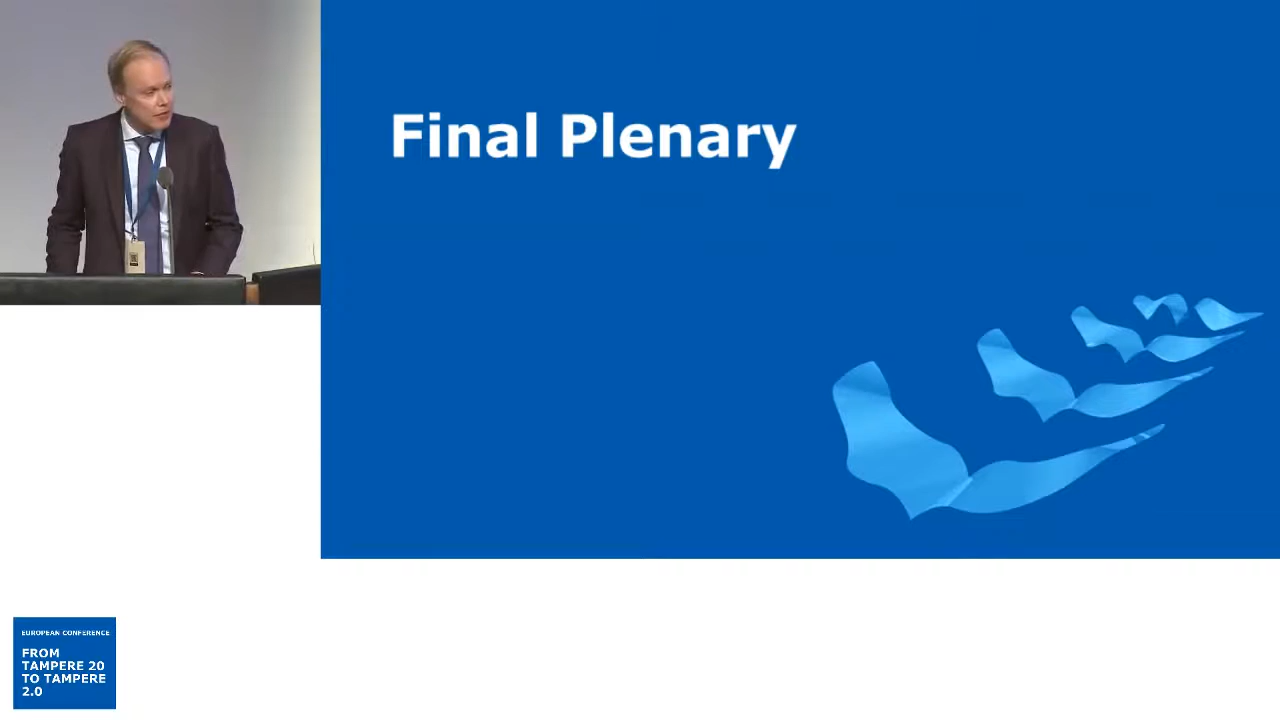 Final Plenary
EUROPEAN CONFERENCE
FROM
TAMPERE 20
TO TAMPERE
2.0